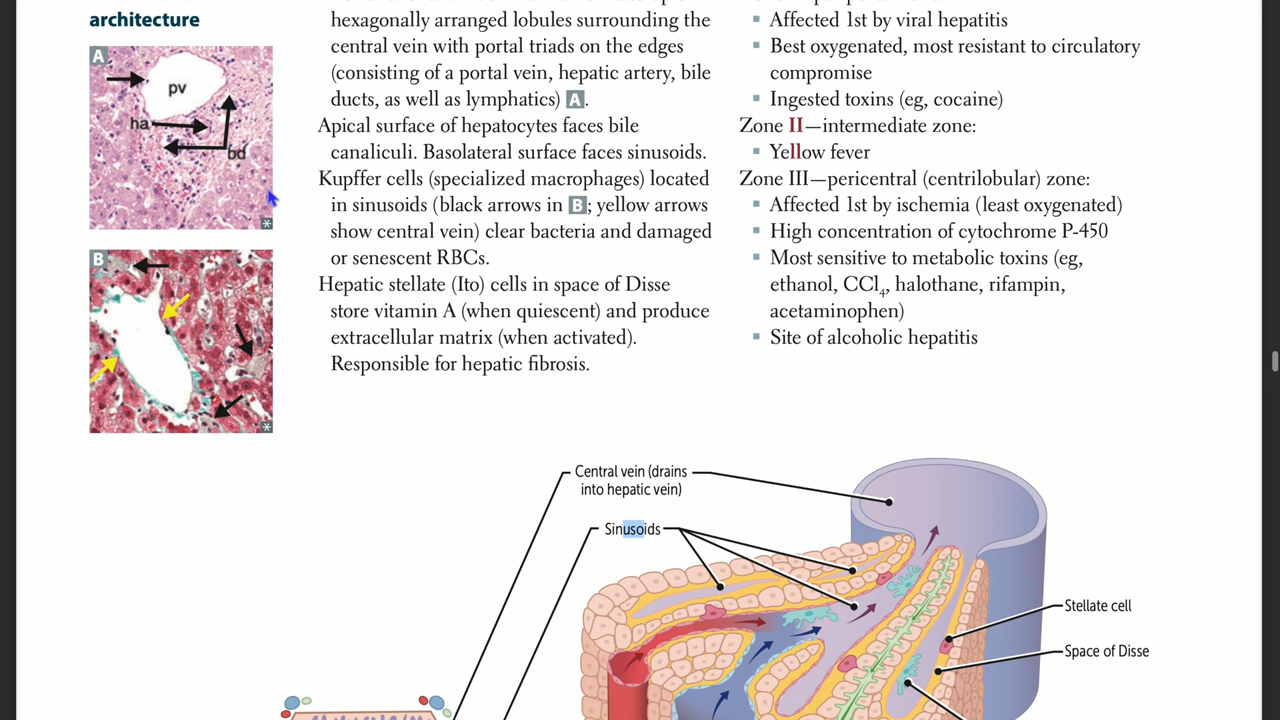 architecture
A
pv
ha
bd
B
hexagonally arranged lobules surrounding the
central vein with portal triads on the edges
(consisting of a portal vein, hepatic artery, bile
ducts, as well as lymphatics) A.
Apical surface of hepatocytes faces bile
canaliculi. Basolateral surface faces sinusoids.
Kupffer cells (specialized macrophages) located
in sinusoids (black arrows in B; yellow arrows
show central vein) clear bacteria and damaged
or senescent RBCs.
Hepatic stellate (Ito) cells in space of Disse
store vitamin A (when quiescent) and produce
extracellular matrix (when activated).
Responsible for hepatic fibrosis.
Affected 1st by viral hepatitis
Best oxygenated, most resistant to circulatory
compromise
Ingested toxins (eg, cocaine)
Zone II—intermediate zone:
Yellow fever
Zone III—pericentral (centrilobular) zone:
Affected 1st by ischemia (least oxygenated)
High concentration of cytochrome P-450
Most sensitive to metabolic toxins (eg,
ethanol, CCl4, halothane, rifampin,
acetaminophen)
Site of alcoholic hepatitis
Central vein (drains
into hepatic vein)
Sinusoids
Stellate cell
Space of Disse